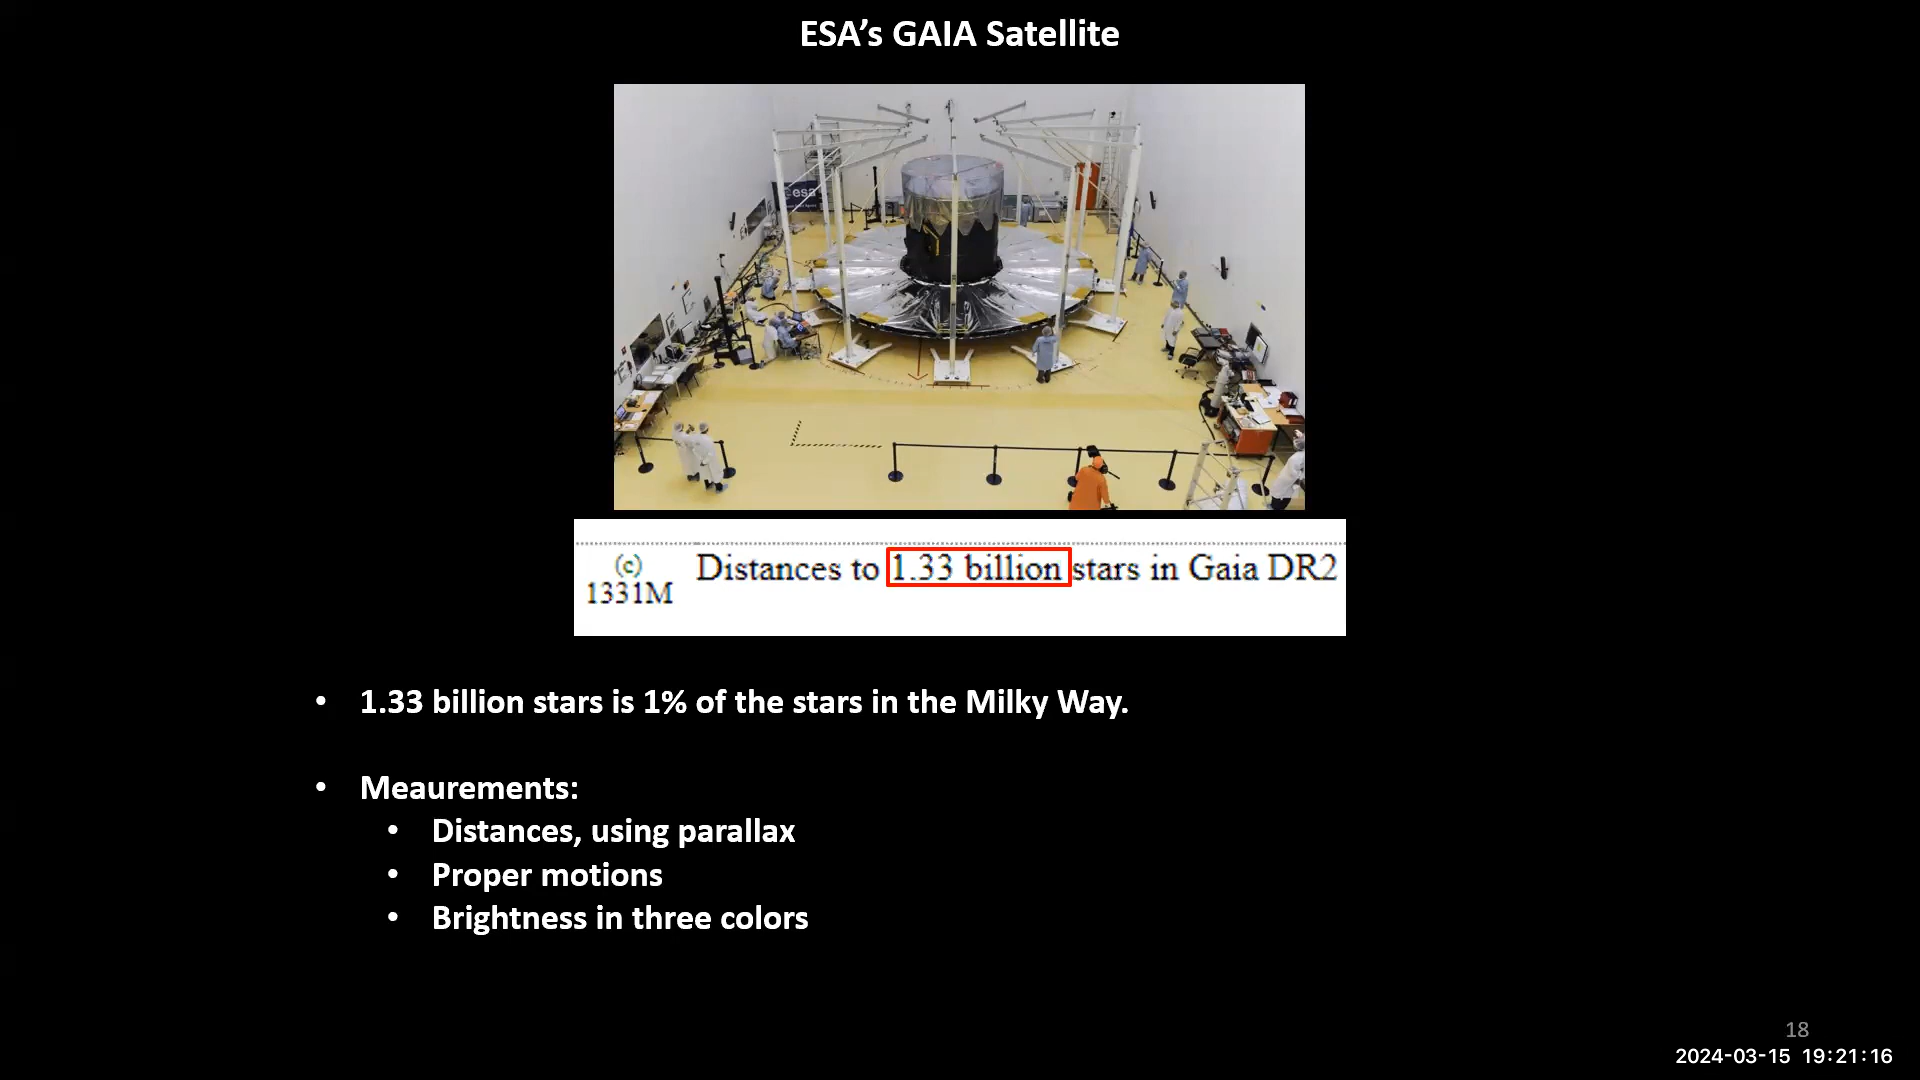 ESA’s GAIA Satellite
esa
(c)
1331M
Distances to 1.33 billion stars in Gaia DR2
• 1.33 billion stars is 1% of the stars in the Milky Way.
• Meaurements:
• Distances, using parallax
• Proper motions
• Brightness in three colors
18
2024-03-15 19:21:16